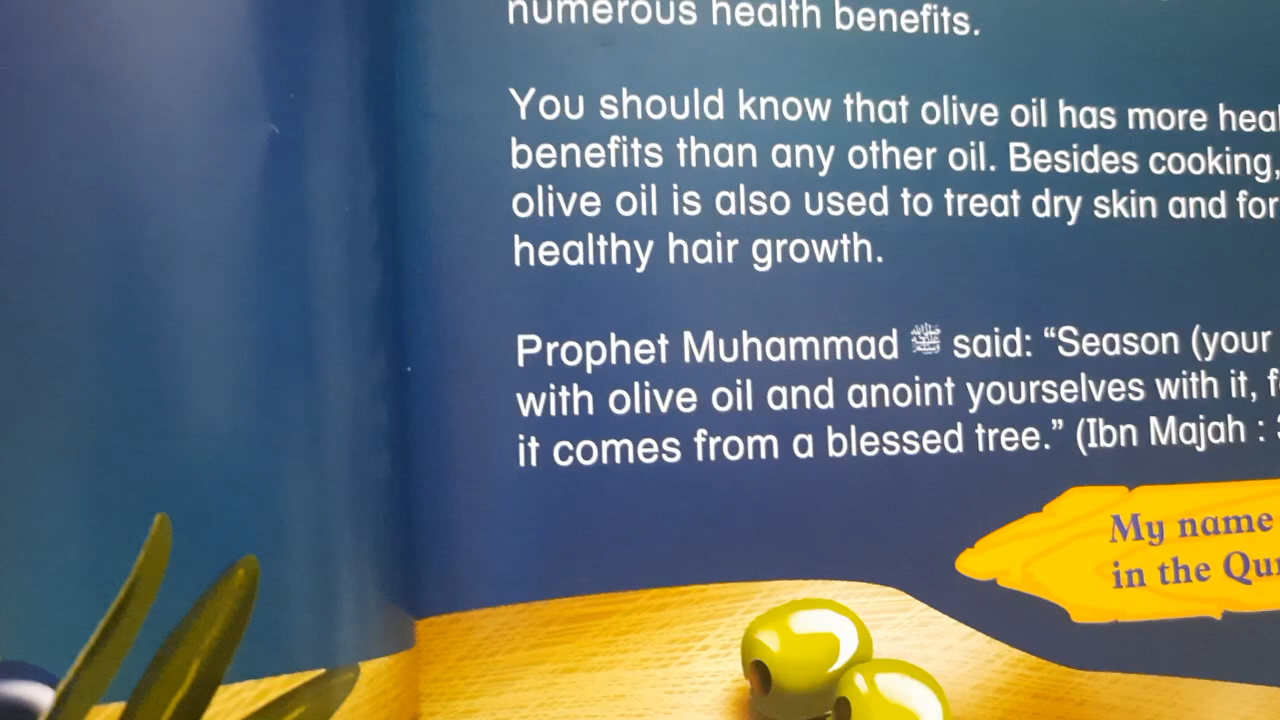 numerous health benefits.
You should know that olive oil has more
benefits than any other oil. Besides cooking,
olive oil is also used to treat dry skin and for
healthy hair growth.
Prophet Muhammad ﷺ said: “Season (your
with olive oil and anoint yourselves with it,
it comes from a blessed tree.” (Ibn Majah :
My name
in the